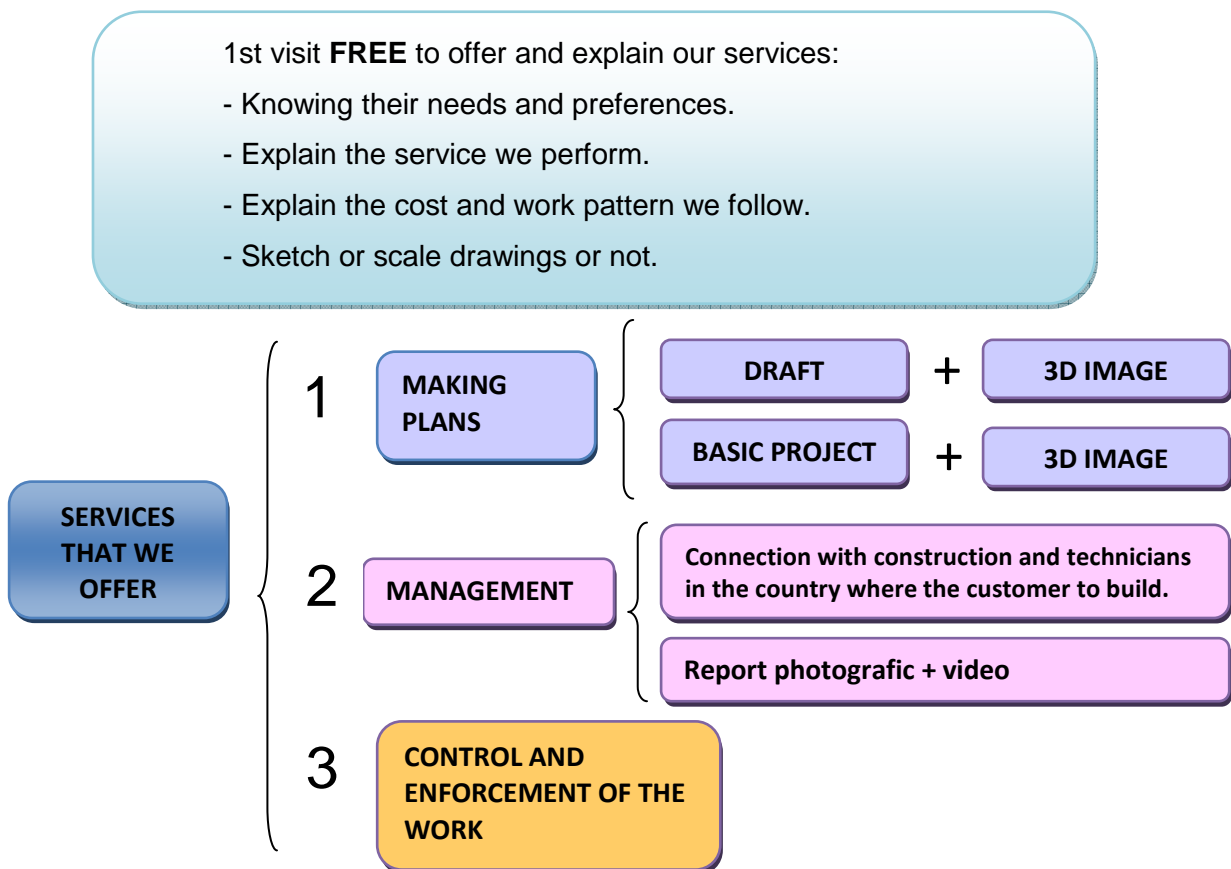 1st visit FREE to offer and explain our services:
- Knowing their needs and preferences.
- Explain the service we perform.
- Explain the cost and work pattern we follow.
- Sketch or scale drawings or not.
SERVICES
THAT WE
OFFER
1
MAKING
PLANS
DRAFT + 3D IMAGE
BASIC PROJECT + 3D IMAGE
2
MANAGEMENT
Connection with construction and technicians
in the country where the customer to build.
Report photografic + video
3
CONTROL AND
ENFORCEMENT OF THE
WORK